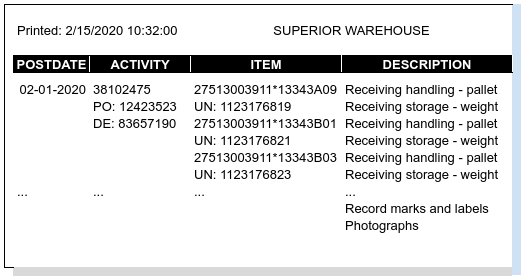 Printed: 2/15/2020 10:32:00 SUPERIOR WAREHOUSE
POSTDATE ACTIVITY ITEM DESCRIPTION
02-01-2020 38102475 27513003911*13343A09 Receiving handling - pallet
PO: 12423523 UN: 1123176819 Receiving storage - weight
DE: 83657190 27513003911*13343B01 Receiving handling - pallet
UN: 1123176821 Receiving storage - weight
27513003911*13343B03 Receiving handling - pallet
UN: 1123176823 Receiving storage - weight
... ... ... ...
Record marks and labels
Photographs